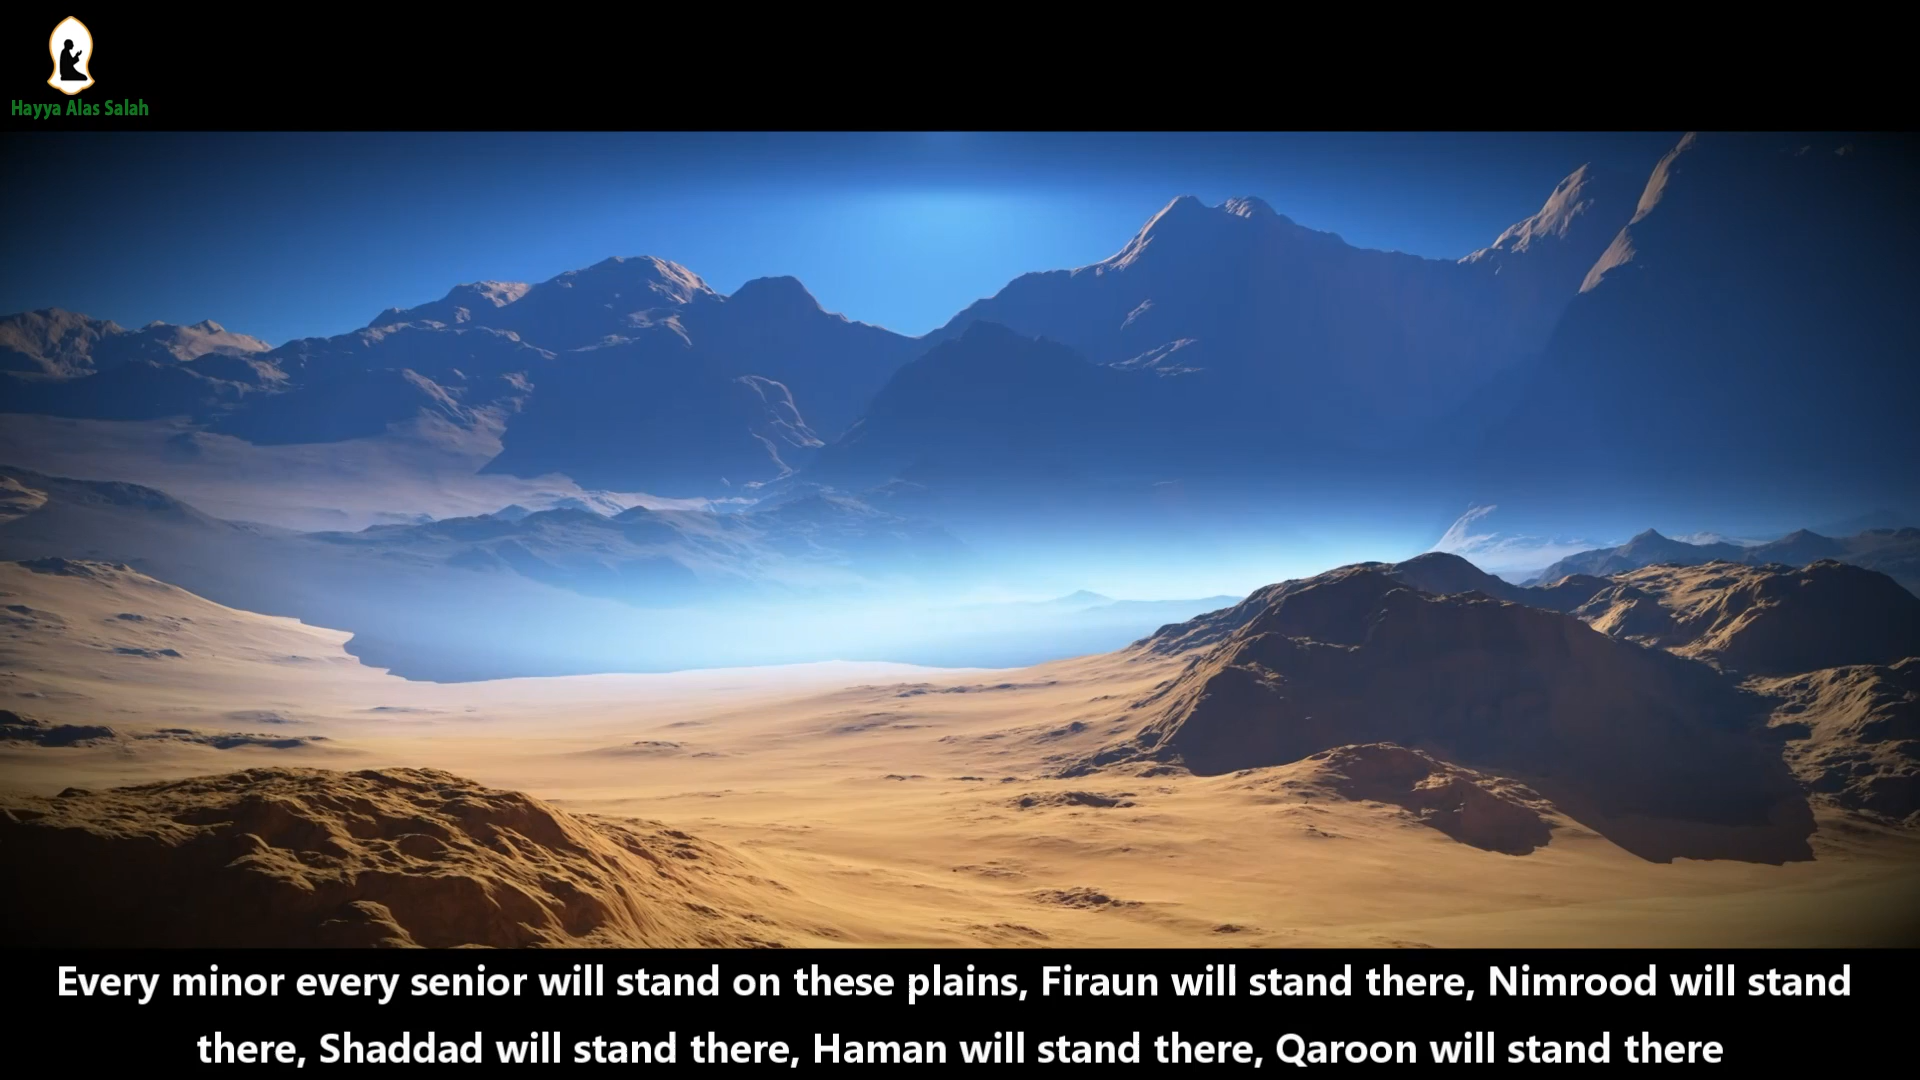 Hayya Alas Salah
Every minor every senior will stand on these plains, Firaun will stand there, Nimrood will stand
there, Shaddad will stand there, Haman will stand there, Qaroon will stand there